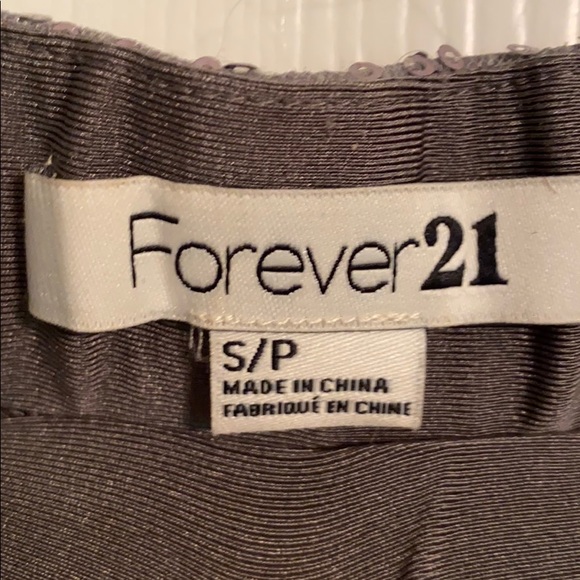 Forever21
S/P
MADE IN CHINA
FABRIQUÉ EN CHINE